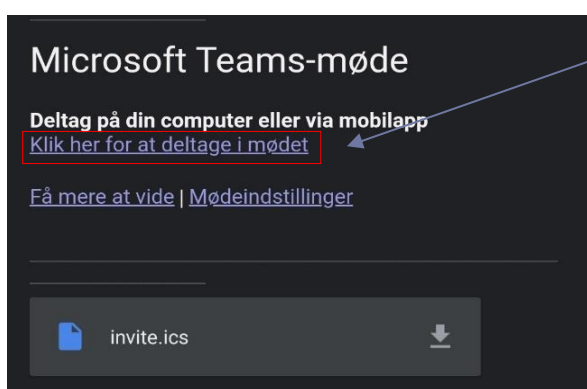 Microsoft Teams-møde
Deltag på din computer eller via mobilapp
Klik her for at deltage i mødet
Få mere at vide | Mødeindstillinger
invite.ics